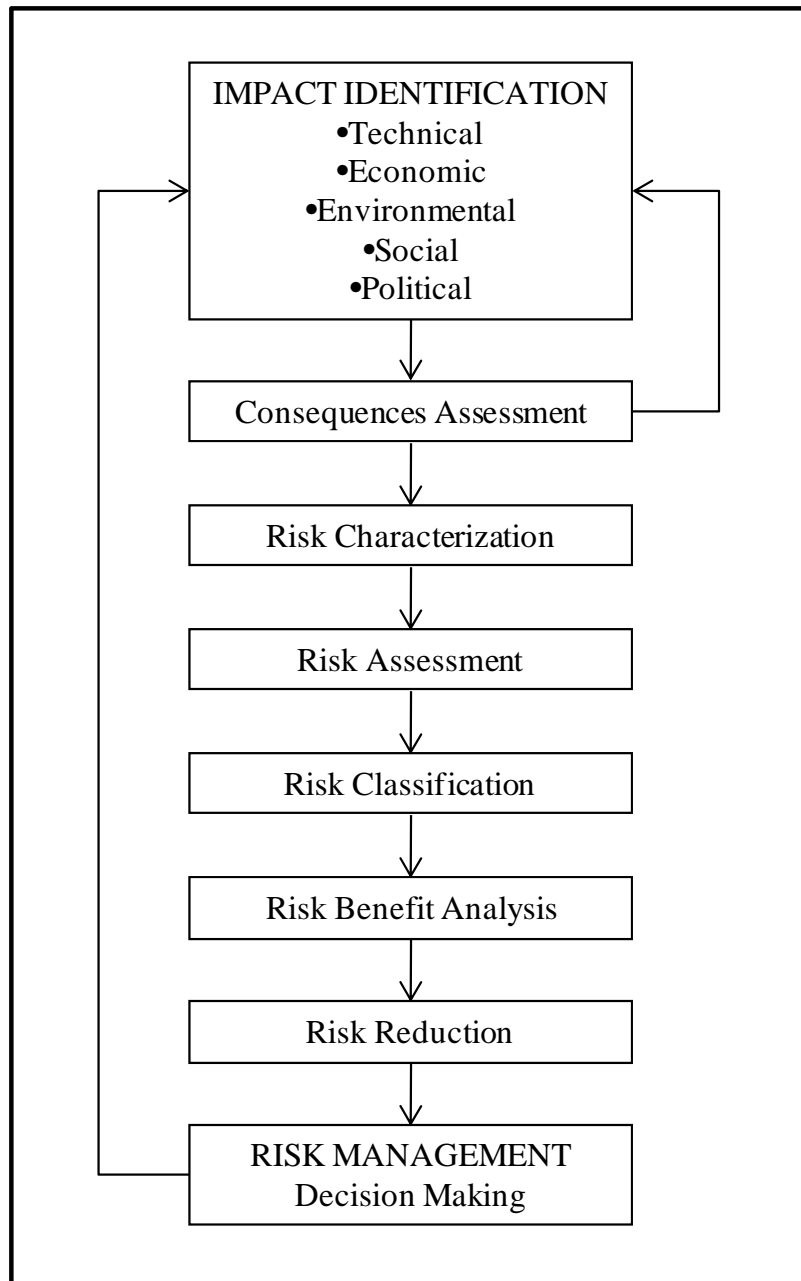 IMPACT IDENTIFICATION
•Technical
•Economic
•Environmental
•Social
•Political
Consequences Assessment
Risk Characterization
Risk Assessment
Risk Classification
Risk Benefit Analysis
Risk Reduction
RISK MANAGEMENT
Decision Making